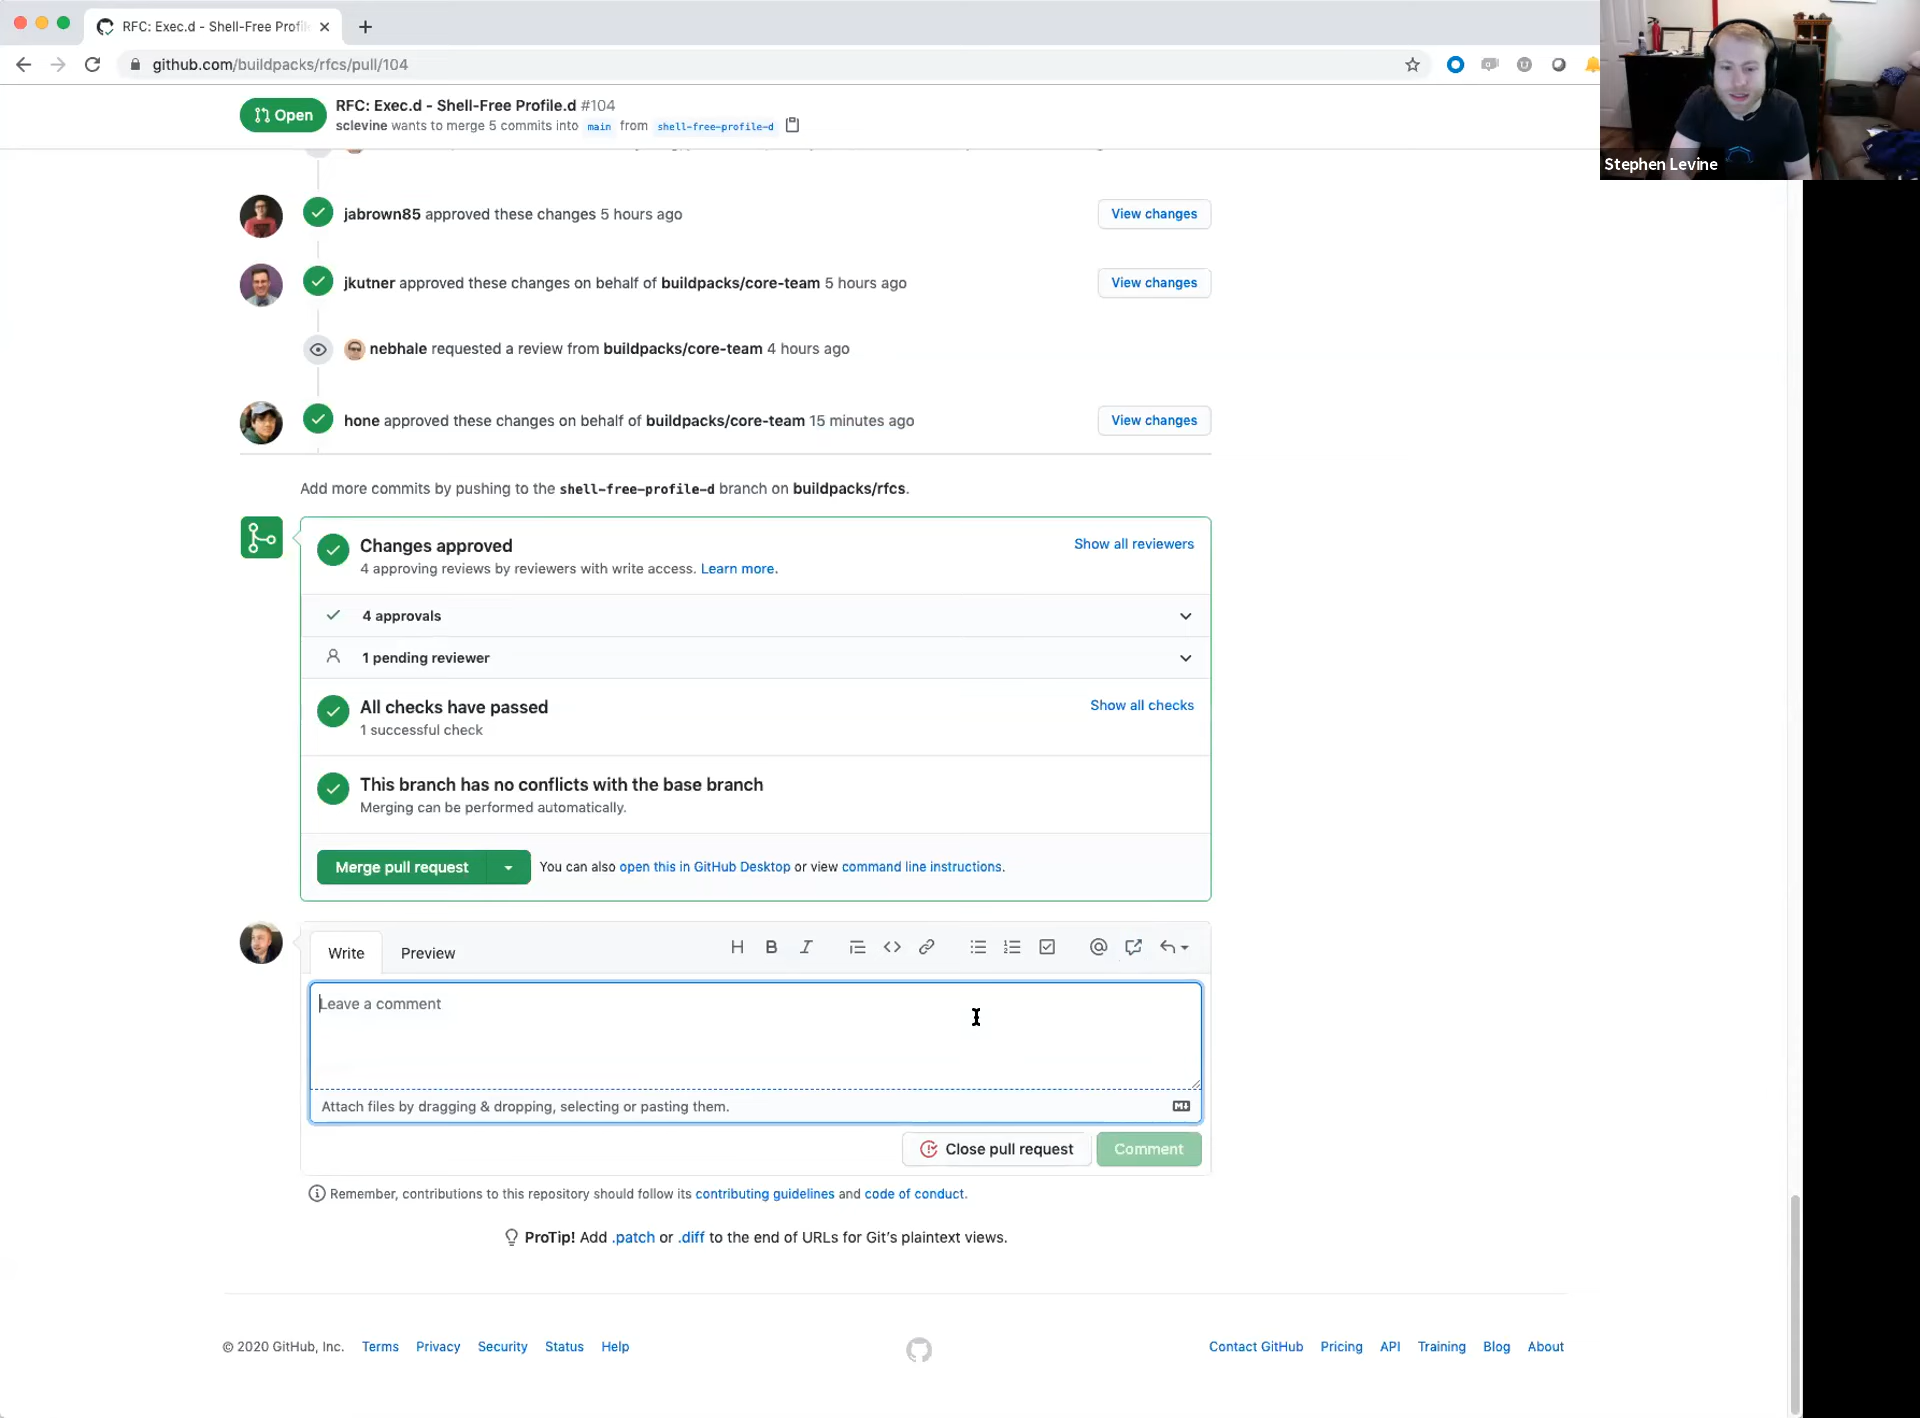 RFC: Exec.d - Shell-Free Profil
github.com/buildpacks/rfcs/pull/104
Stephen Levine
Open
RFC: Exec.d - Shell-Free Profile.d #104
sclevine wants to merge 5 commits into main from shell-free-profile-d
jabrown85 approved these changes 5 hours ago
View changes
jkutner approved these changes on behalf of buildpacks/core-team 5 hours ago
View changes
nebhale requested a review from buildpacks/core-team 4 hours ago
hone approved these changes on behalf of buildpacks/core-team 15 minutes ago
View changes
Add more commits by pushing to the shell-free-profile-d branch on buildpacks/rfcs.
Changes approved
Show all reviewers
4 approving reviews by reviewers with write access. Learn more.
4 approvals
1 pending reviewer
All checks have passed
Show all checks
1 successful check
This branch has no conflicts with the base branch
Merging can be performed automatically.
Merge pull request
You can also open this in GitHub Desktop or view command line instructions.
Write
Preview
Leave a comment
Attach files by dragging & dropping, selecting or pasting them.
Close pull request
Comment
Remember, contributions to this repository should follow its contributing guidelines and code of conduct.
ProTip! Add .patch or .diff to the end of URLs for Git's plaintext views.
© 2020 GitHub, Inc. Terms Privacy Security Status Help
Contact GitHub Pricing API Training Blog About